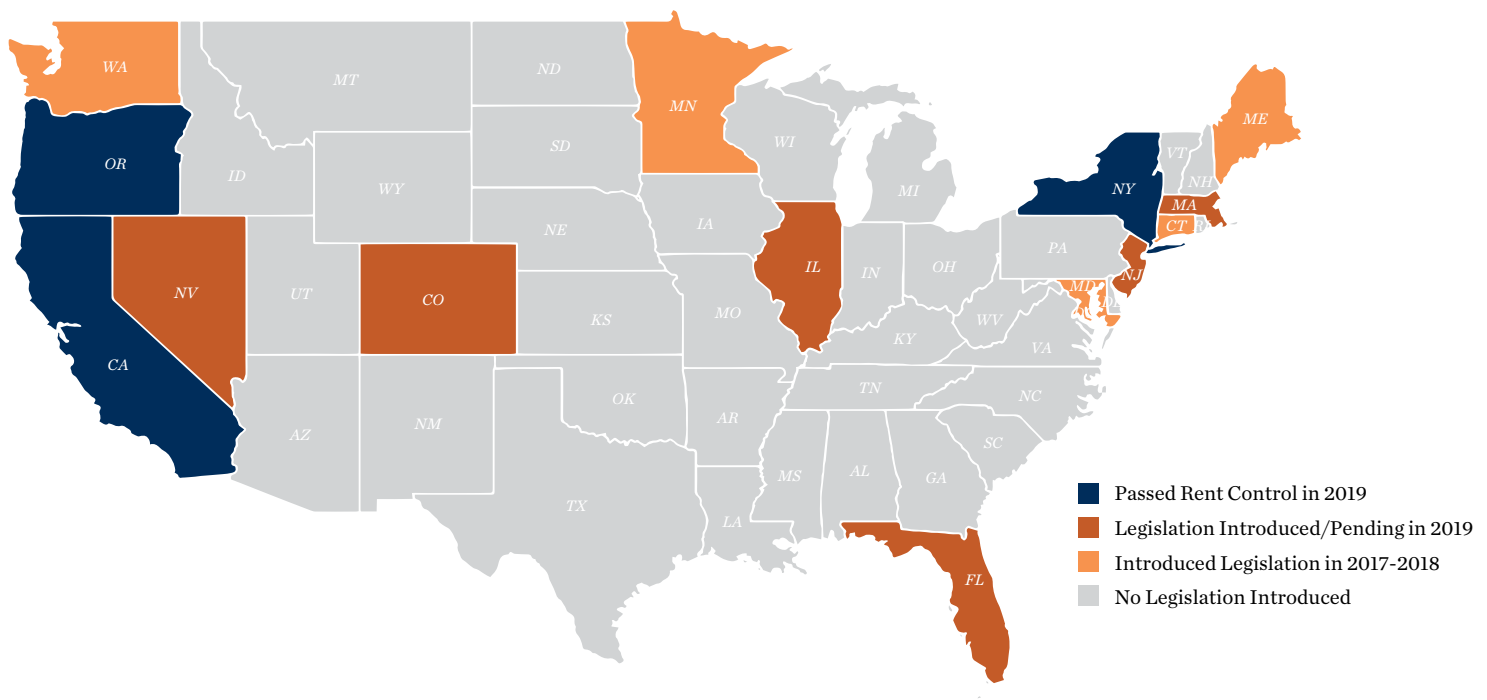 WA
MT
ND
MN
ME
OR
ID
SD
WI
VT
WY
MI
NH
NY
MA
IA
NE
CT
PA
NV
UT
CO
IL
IN
OH
NJ
MD
KS
MO
WV
VA
CA
KY
TN
NC
OK
AR
AZ
NM
SC
MS
AL
GA
TX
LA
FL
Passed Rent Control in 2019
Legislation Introduced/Pending in 2019
Introduced Legislation in 2017-2018
No Legislation Introduced